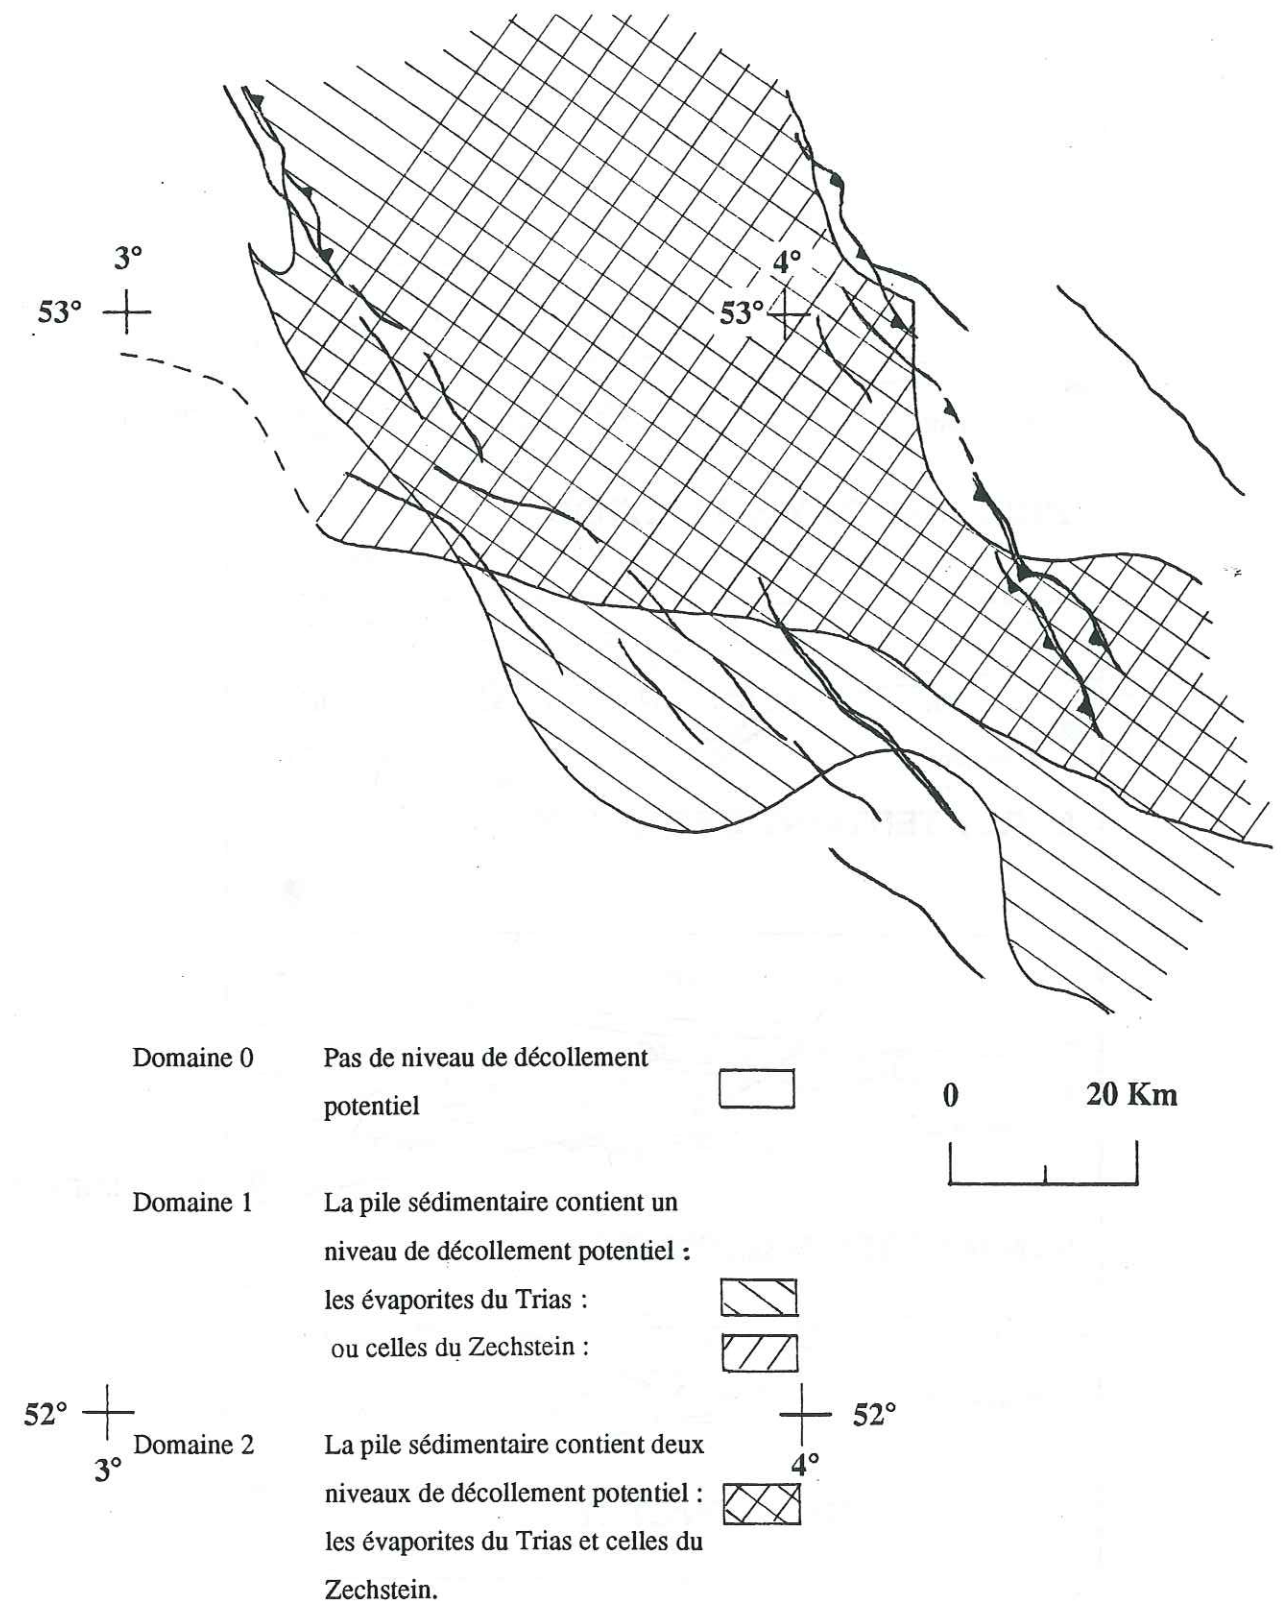 3°
4°
53°
53°
Domaine 0 Pas de niveau de décollement
potentiel
0 20 Km
Domaine 1 La pile sédimentaire contient un
niveau de décollement potentiel :
les évaporites du Trias :
ou celles du Zechstein :
52°
52°
3°
4°
Domaine 2 La pile sédimentaire contient deux
niveaux de décollement potentiel :
les évaporites du Trias et celles du
Zechstein.